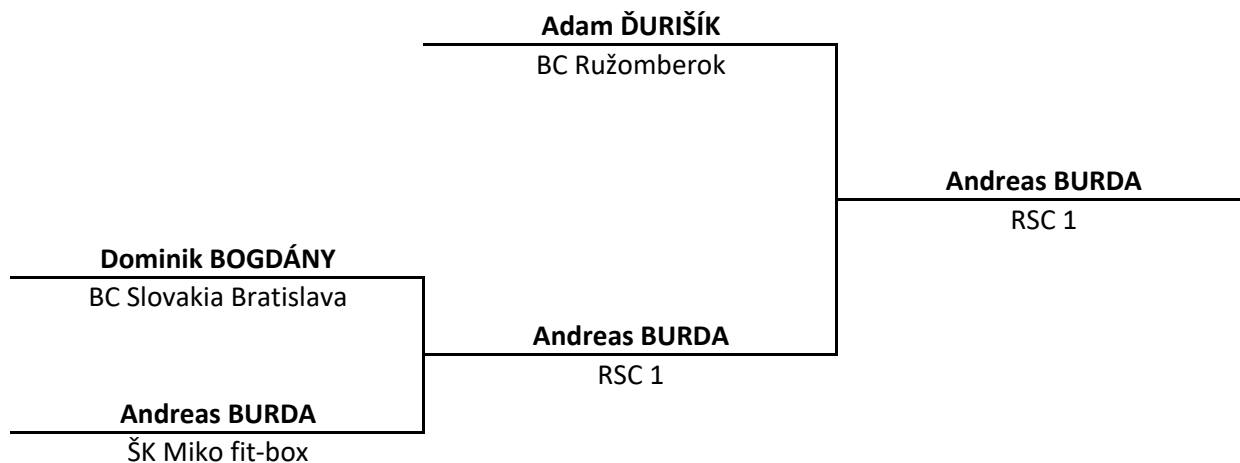 Adam ĎURIŠÍK
BC Ružomberok
Andreas BURDA
RSC 1
Dominik BOGDÁNY
BC Slovakia Bratislava
Andreas BURDA
RSC 1
Andreas BURDA
ŠK Miko fit-box